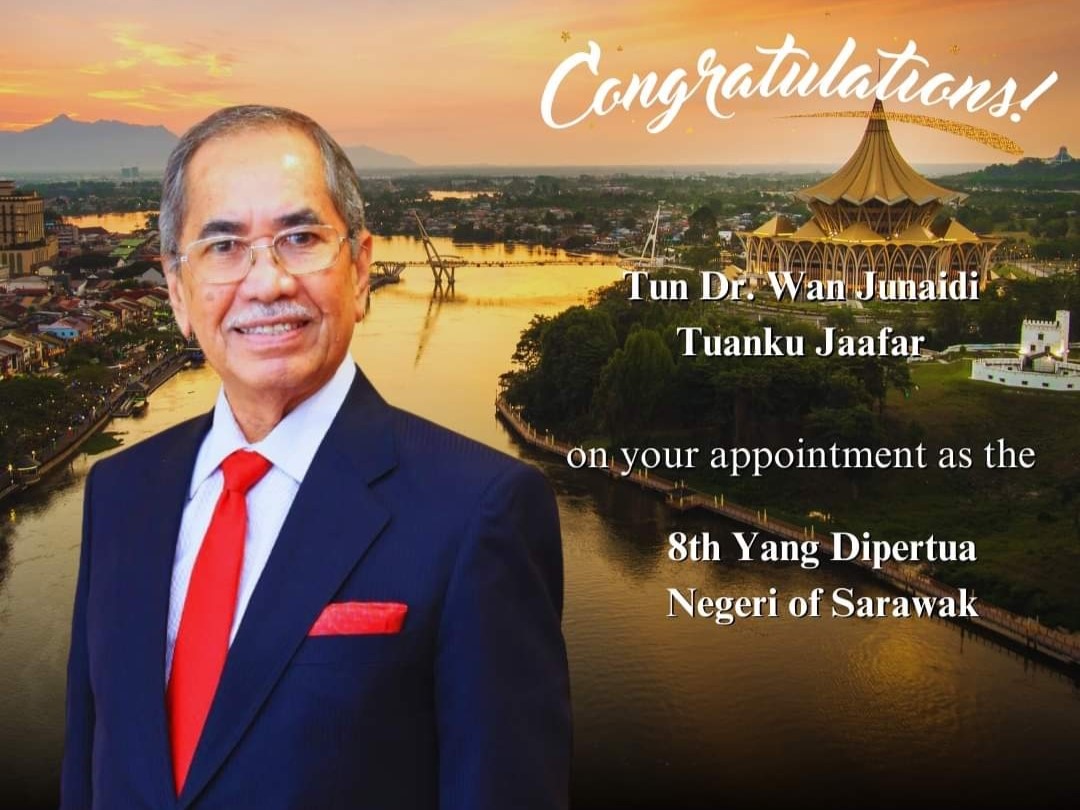 Congratulations!
Tun Dr. Wan Junaidi
Tuanku Jaafar
on your appointment as the
8th Yang Dipertua
Negeri of Sarawak